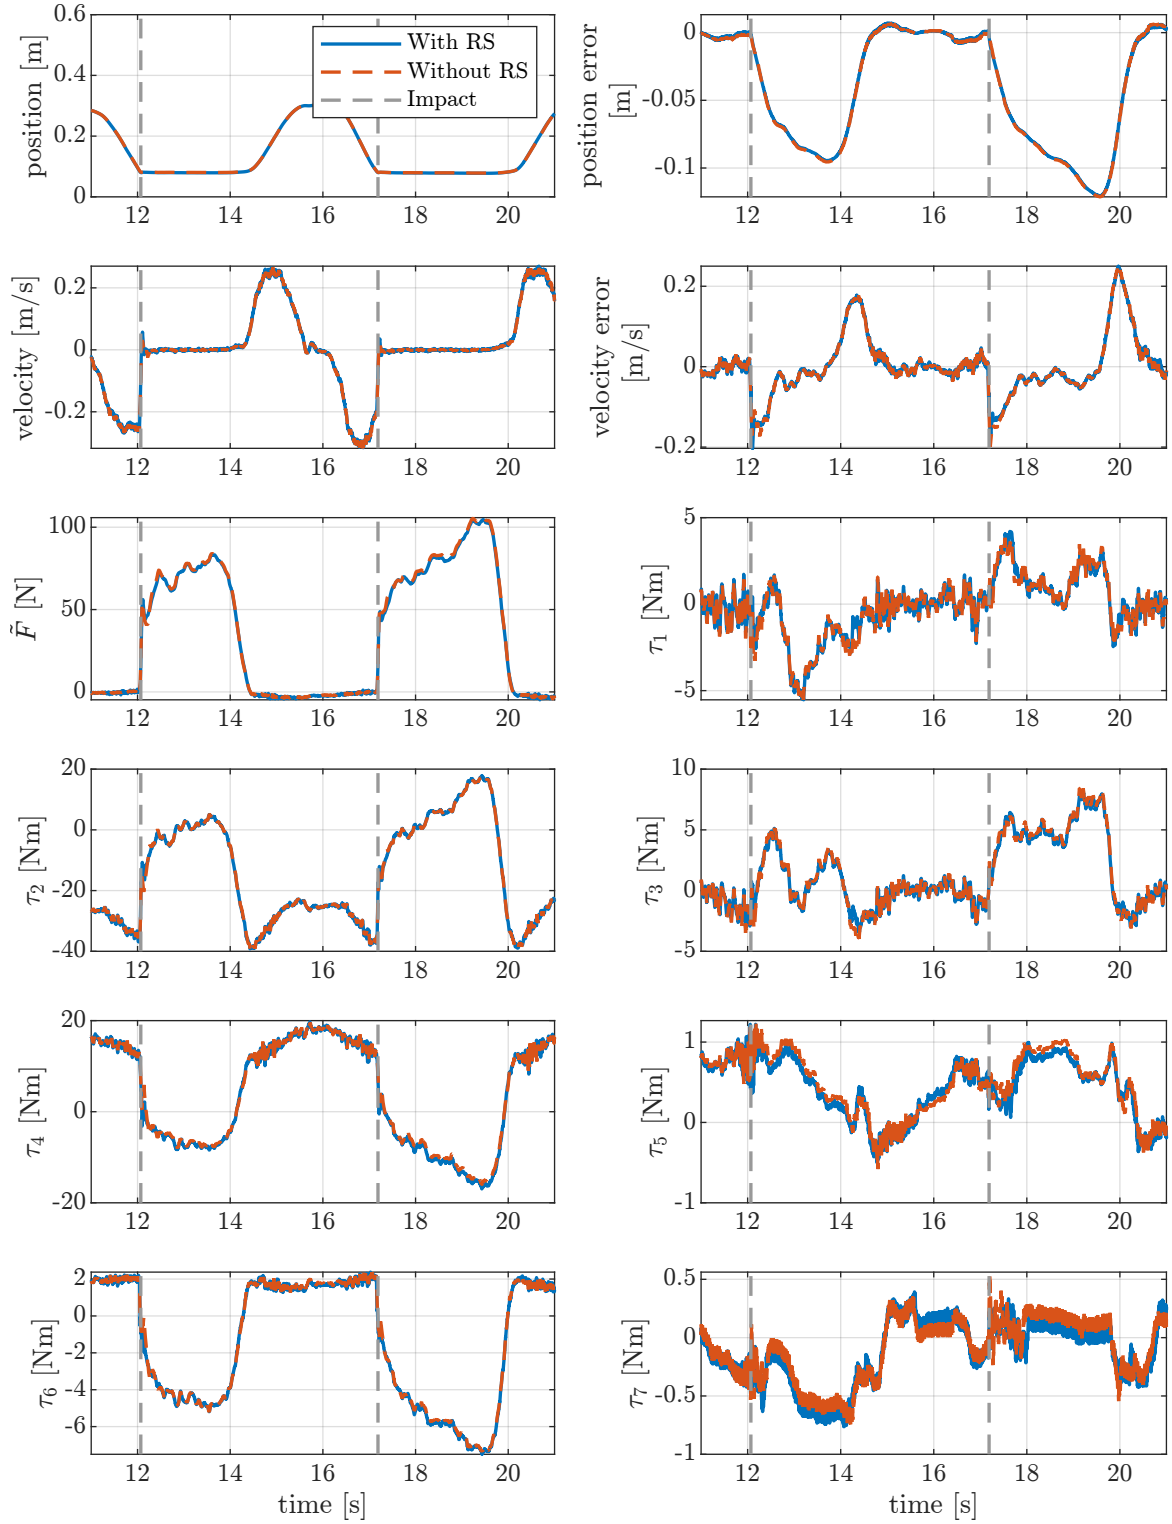 position [m]
0.6
0.4
0.2
0
12 14 16 18 20
With RS
Without RS
Impact
position error
[m]
0
-0.05
-0.1
12 14 16 18 20
velocity [m/s]
0.2
0
-0.2
12 14 16 18 20
velocity error
[m/s]
0.2
0
-0.2
12 14 16 18 20
F̃ [N]
100
50
0
12 14 16 18 20
τ₁ [Nm]
5
0
-5
12 14 16 18 20
τ₂ [Nm]
20
0
-20
-40
12 14 16 18 20
τ₃ [Nm]
10
5
0
-5
12 14 16 18 20
τ₄ [Nm]
20
0
-20
12 14 16 18 20
τ₅ [Nm]
1
0
-1
12 14 16 18 20
τ₆ [Nm]
2
0
-2
-4
-6
12 14 16 18 20
time [s]
τ₇ [Nm]
0.5
0
-0.5
-1
12 14 16 18 20
time [s]